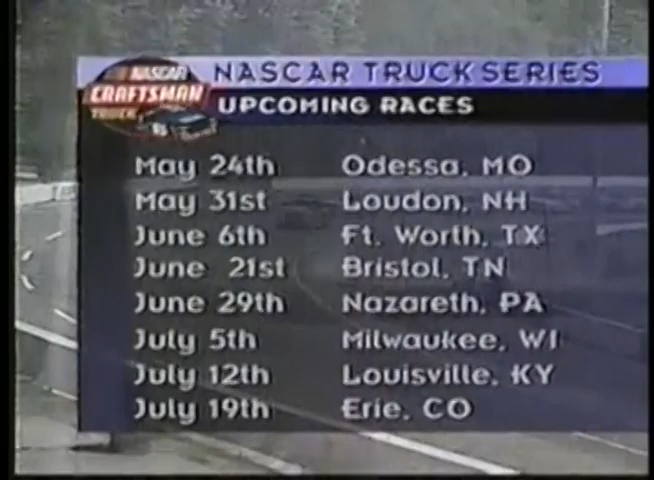 NASCAR
CRAFTSMAN
TRUCK
NASCAR TRUCK SERIES
UPCOMING RACES
May 24th Odessa, MO
May 31st Loudon, NH
June 6th Ft. Worth, TX
June 21st Bristol, TN
June 29th Nazareth, PA
July 5th Milwaukee, WI
July 12th Louisville, KY
July 19th Erie, CO